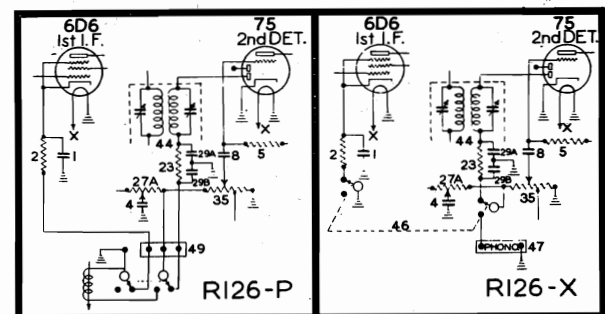 6D6
1st I.F.
75
2nd DET.
X
44
2
1
29A
8
5
23
29B
27A
35
4
49
R126-P
6D6
1st I.F.
75
2nd DET.
X
44
2
1
29A
8
5
23
29B
27A
35
4
46
PHONO
47
R126-X